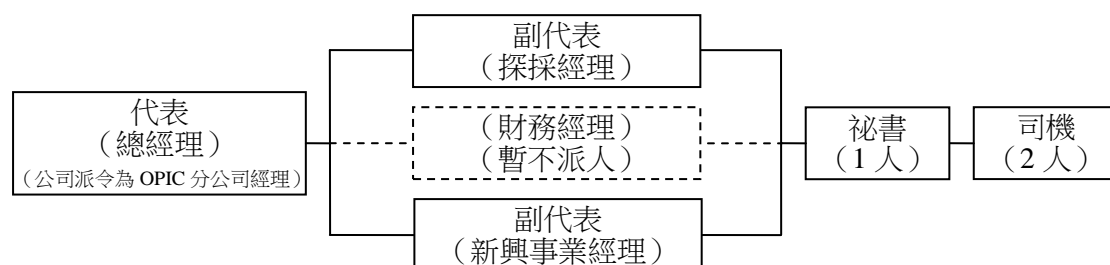 副代表
（探採經理）
代表
（總經理）
（公司派令為 OPIC 分公司經理）
（財務經理）
（暫不派人）
祕書
（1 人）
司機
（2 人）
副代表
（新興事業經理）